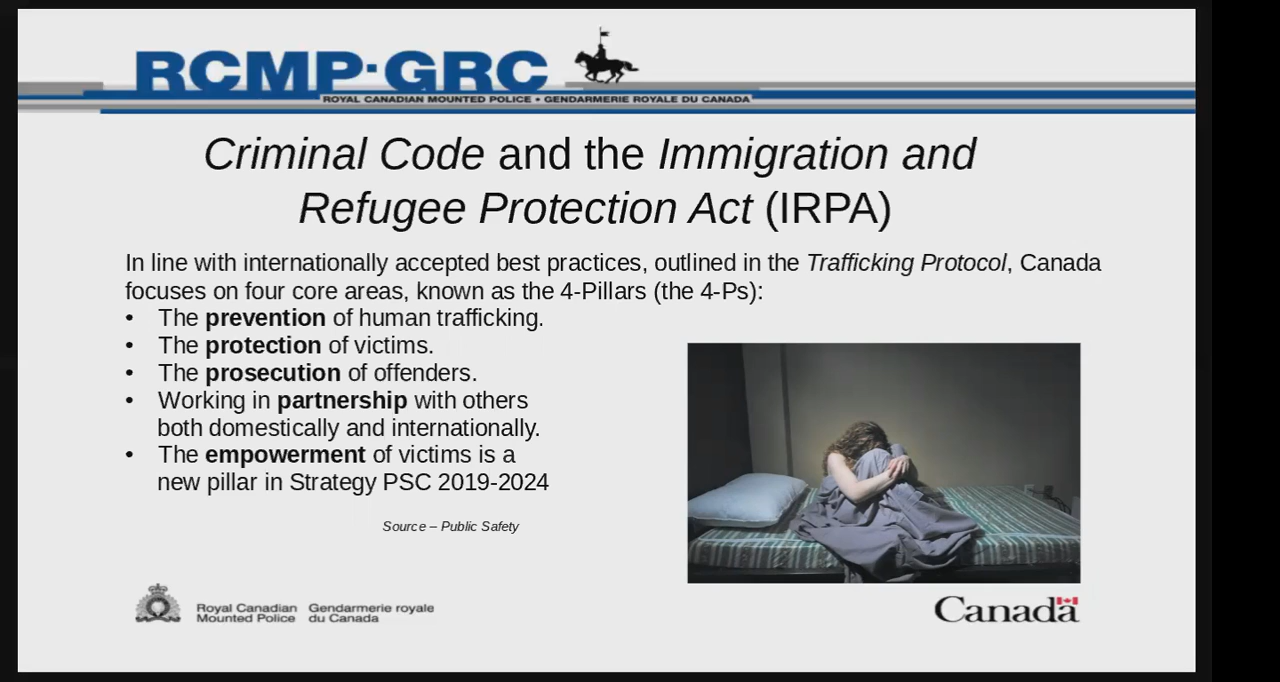 RCMP·GRC
ROYAL CANADIAN MOUNTED POLICE • GENDARMERIE ROYALE DU CANADA
Criminal Code and the Immigration and
Refugee Protection Act (IRPA)
In line with internationally accepted best practices, outlined in the Trafficking Protocol, Canada
focuses on four core areas, known as the 4-Pillars (the 4-Ps):
• The prevention of human trafficking.
• The protection of victims.
• The prosecution of offenders.
• Working in partnership with others
both domestically and internationally.
• The empowerment of victims is a
new pillar in Strategy PSC 2019-2024
Source – Public Safety
Royal Canadian Gendarmerie royale
Mounted Police du Canada
Canada